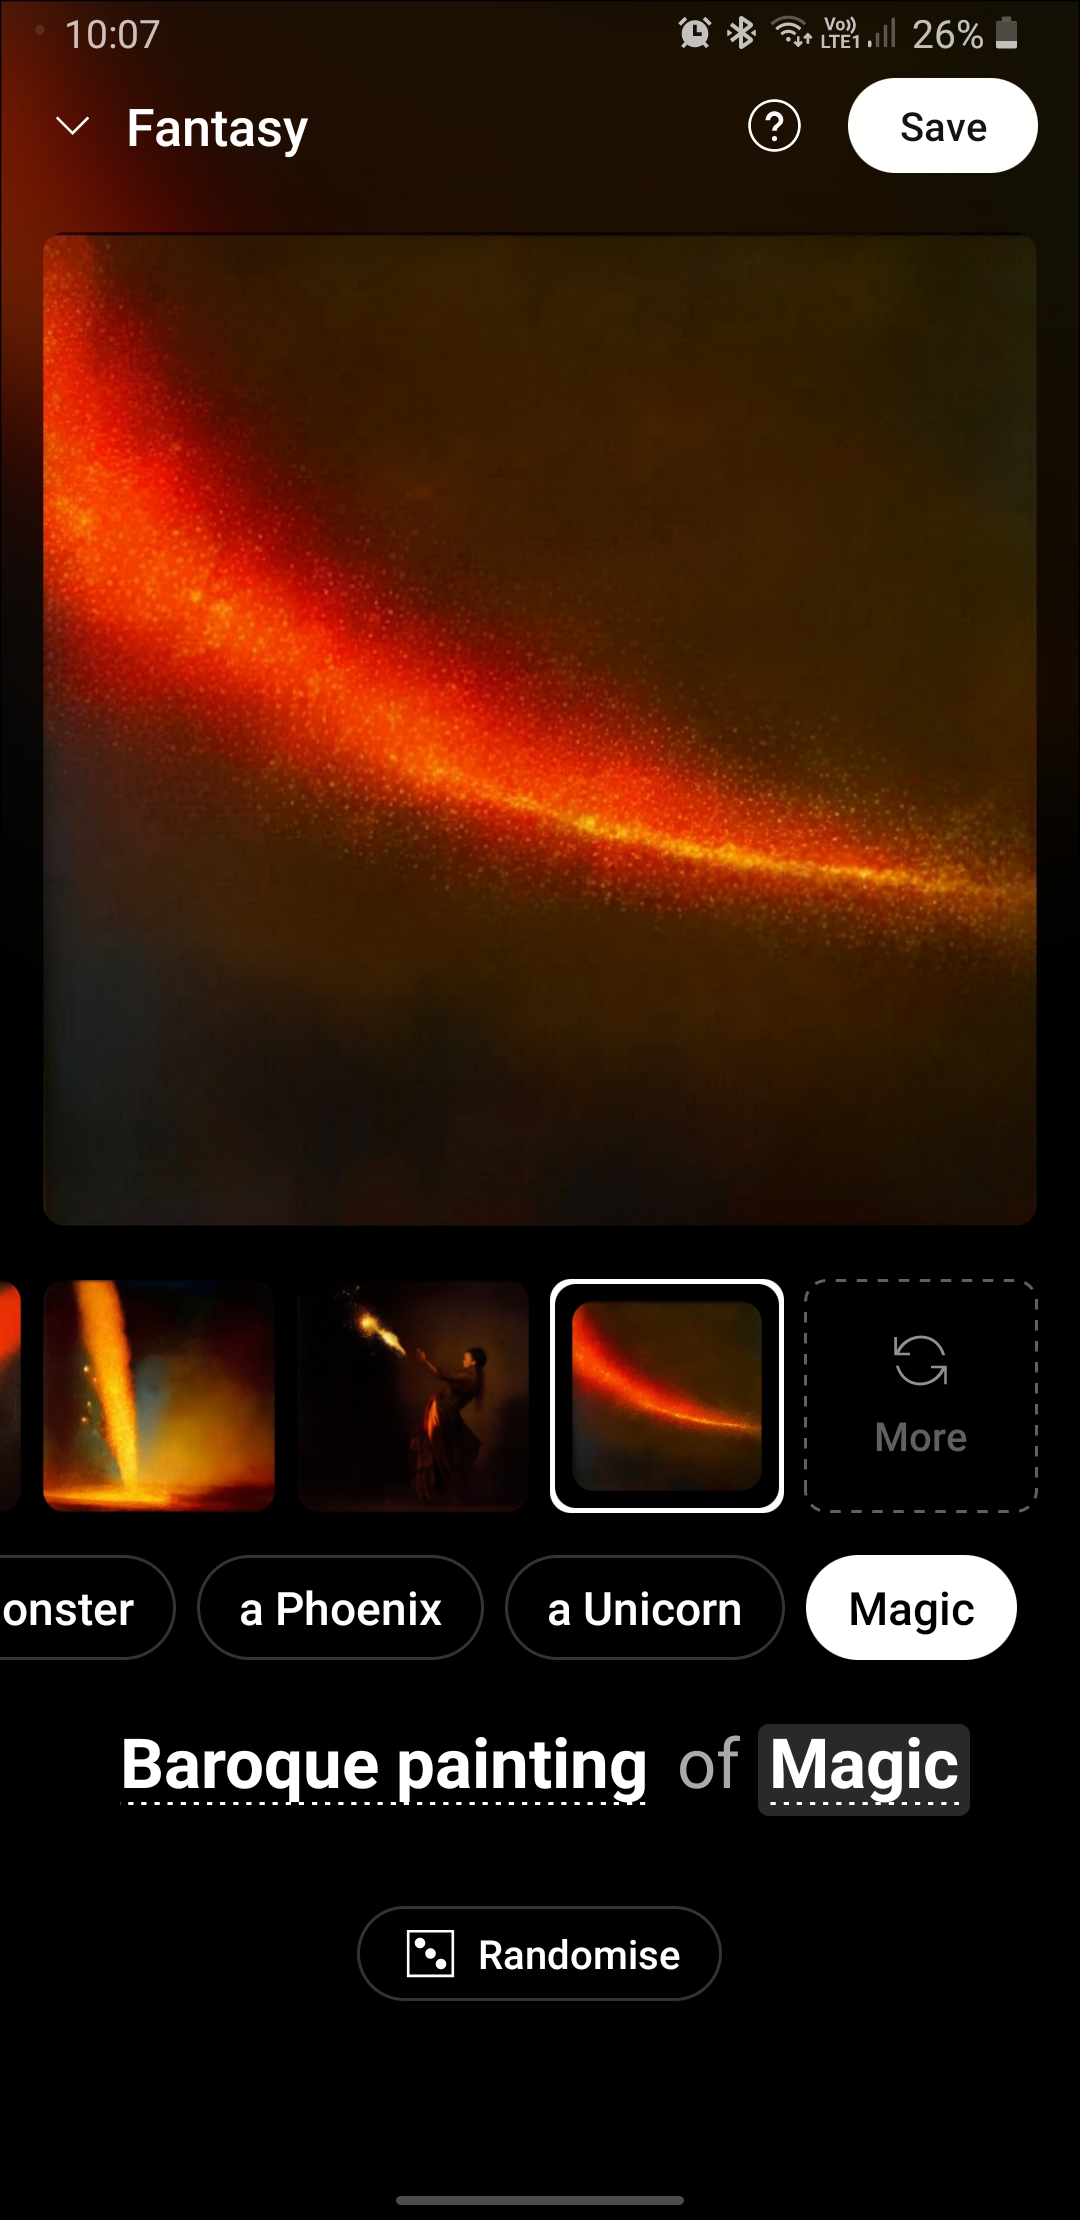 10:07 Vo)) LTE1 26%
Fantasy ? Save
More
onster a Phoenix a Unicorn Magic
Baroque painting of Magic
Randomise